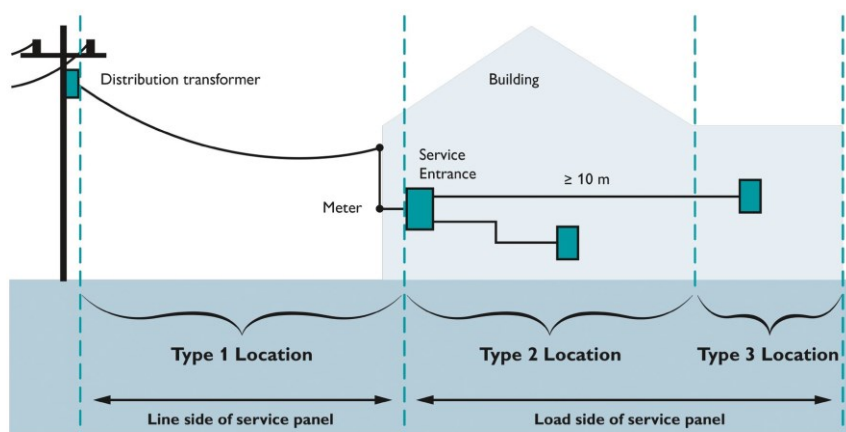 Distribution transformer
Building
Service
Entrance
≥ 10 m
Meter
Type 1 Location
Type 2 Location
Type 3 Location
Line side of service panel
Load side of service panel